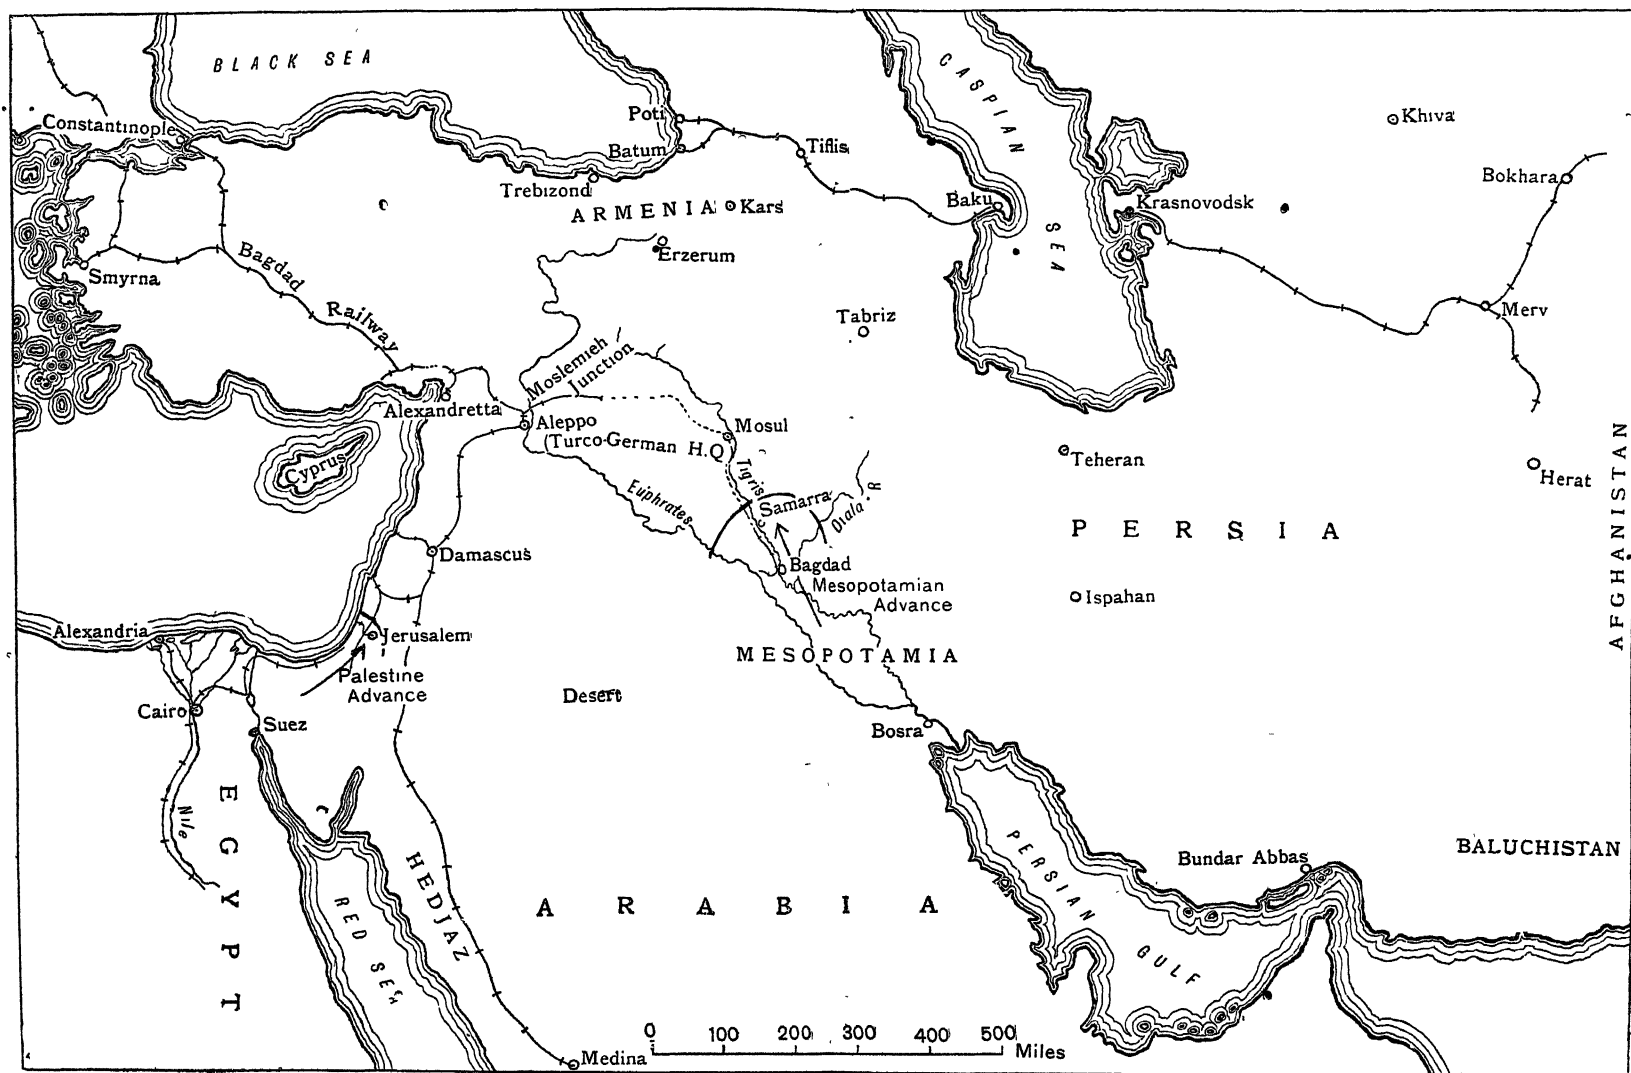 BLACK SEA
CASPIAN
SEA
Khiva
Constantinople
Poti
Batum
Tiflis
Bokhara
Trebizond
ARMENIA
Kars
Baku
Krasnovodsk
Erzerum
Smyrna
Bagdad
Railway
Tabriz
Merv
Moslemieh
Junction
Alexandretta
Aleppo
(Turco-German H.Q)
Mosul
Cyprus
Teheran
Herat
AFGHANISTAN
Tigris
Euphrates
Samarra
Diala R
PERSIA
Damascus
Bagdad
Mesopotamian
Advance
Ispahan
Alexandria
Jerusalem
MESOPOTAMIA
Palestine
Advance
Desert
Cairo
Suez
Bosra
EGYPT
Nile
HEDJAZ
RED SEA
ARABIA
PERSIAN
GULF
Bundar Abbas
BALUCHISTAN
0 100 200 300 400 500
Miles
Medina